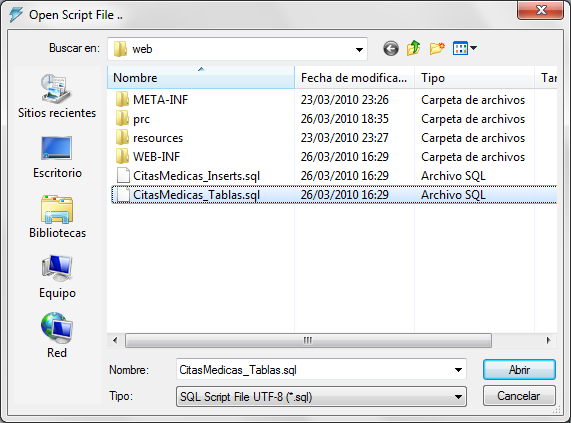 Open Script File ..
Buscar en: web
Nombre Fecha de modifica... Tipo Tar
META-INF 23/03/2010 23:26 Carpeta de archivos
prc 26/03/2010 18:35 Carpeta de archivos
resources 23/03/2010 23:27 Carpeta de archivos
WEB-INF 26/03/2010 16:29 Carpeta de archivos
CitasMedicas_Inserts.sql 26/03/2010 16:29 Archivo SQL
CitasMedicas_Tablas.sql 26/03/2010 16:29 Archivo SQL
Sitios recientes
Escritorio
Bibliotecas
Equipo
Red
Nombre: CitasMedicas_Tablas.sql Abrir
Tipo: SQL Script File UTF-8 (*.sql) Cancelar